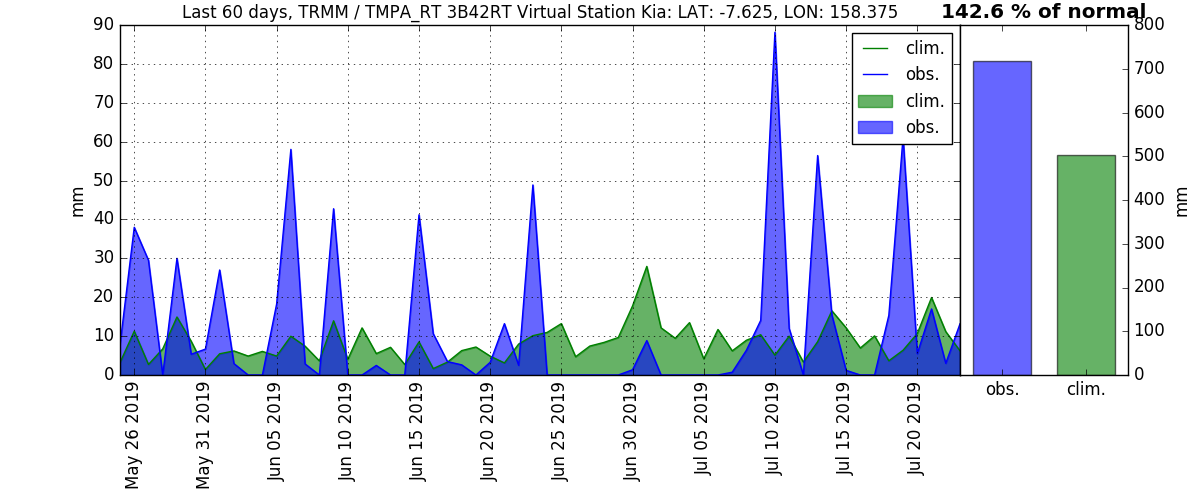 Last 60 days, TRMM / TMPA_RT 3B42RT Virtual Station Kia: LAT: -7.625, LON: 158.375
142.6 % of normal
90
80
70
60
50
40
30
20
10
0
mm
clim.
obs.
clim.
obs.
800
700
600
500
400
300
200
100
0
mm
May 26 2019
May 31 2019
Jun 05 2019
Jun 10 2019
Jun 15 2019
Jun 20 2019
Jun 25 2019
Jun 30 2019
Jul 05 2019
Jul 10 2019
Jul 15 2019
Jul 20 2019
obs.
clim.